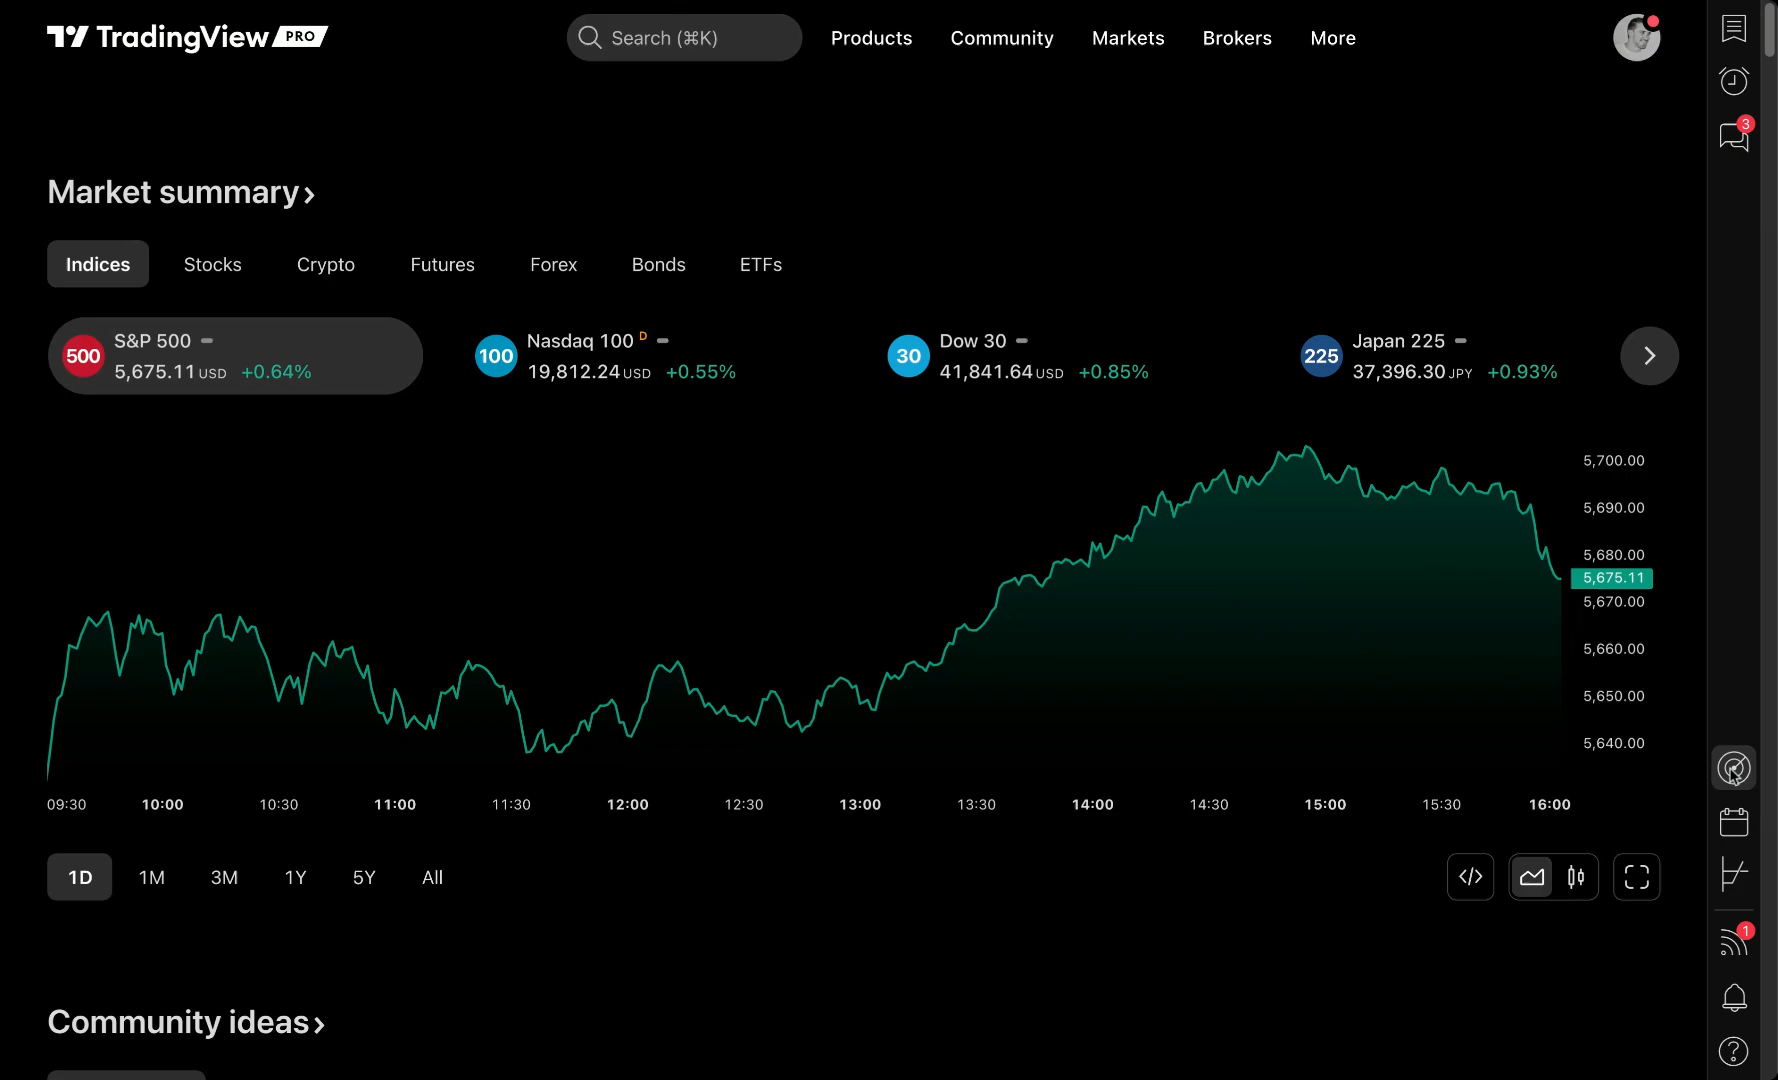 TradingView PRO
Search (⌘K)
Products
Community
Markets
Brokers
More
3
Market summary
Indices
Stocks
Crypto
Futures
Forex
Bonds
ETFs
500
S&P 500
5,675.11 USD +0.64%
100
Nasdaq 100 D
19,812.24 USD +0.55%
30
Dow 30
41,841.64 USD +0.85%
225
Japan 225
37,396.30 JPY +0.93%
5,700.00
5,690.00
5,680.00
5,675.11
5,670.00
5,660.00
5,650.00
5,640.00
09:30 10:00 10:30 11:00 11:30 12:00 12:30 13:00 13:30 14:00 14:30 15:00 15:30 16:00
1D
1M
3M
1Y
5Y
All
1
Community ideas